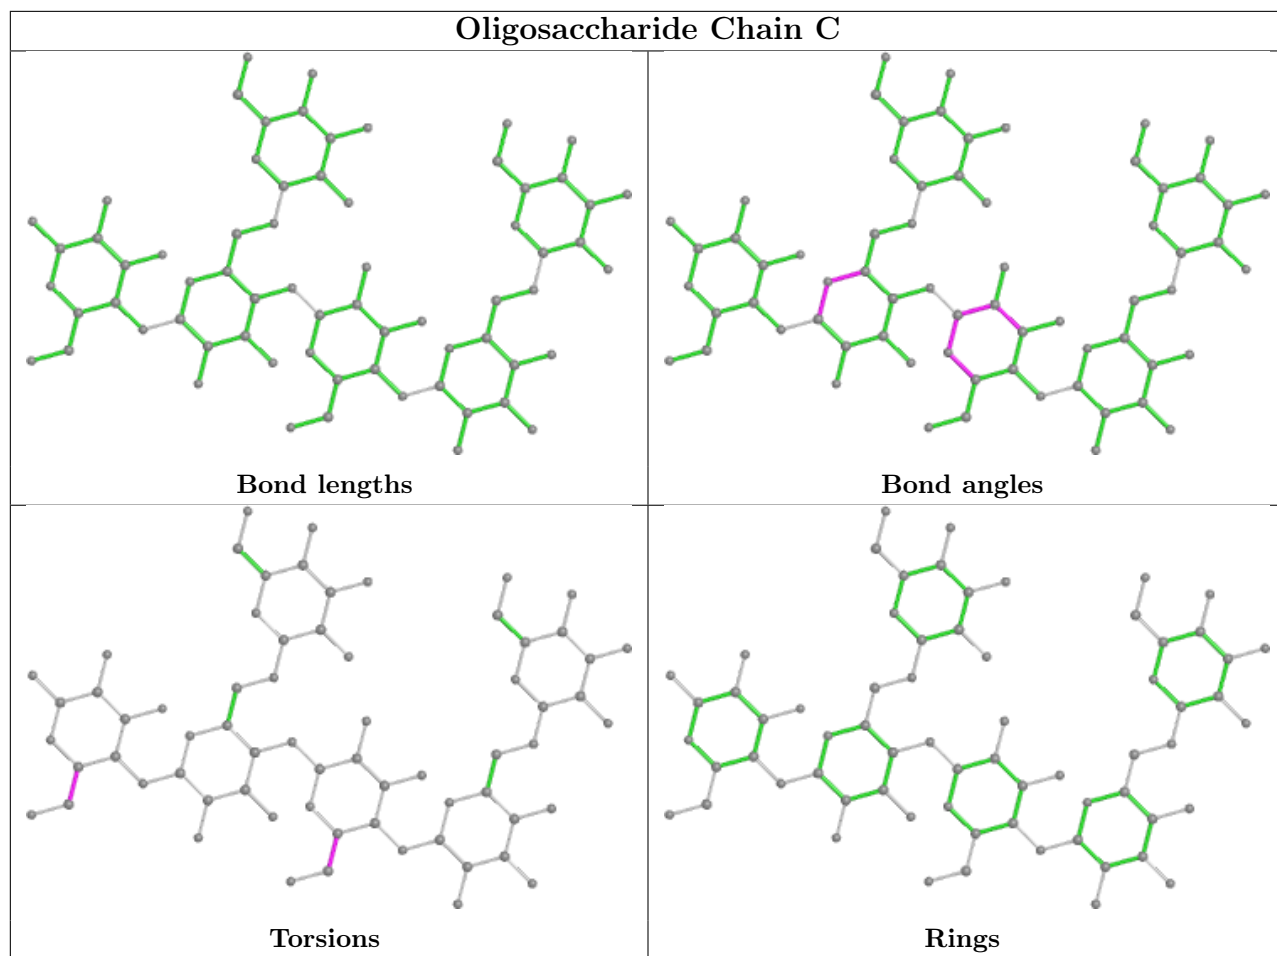 Oligosaccharide Chain C
Bond lengths
Bond angles
Torsions
Rings